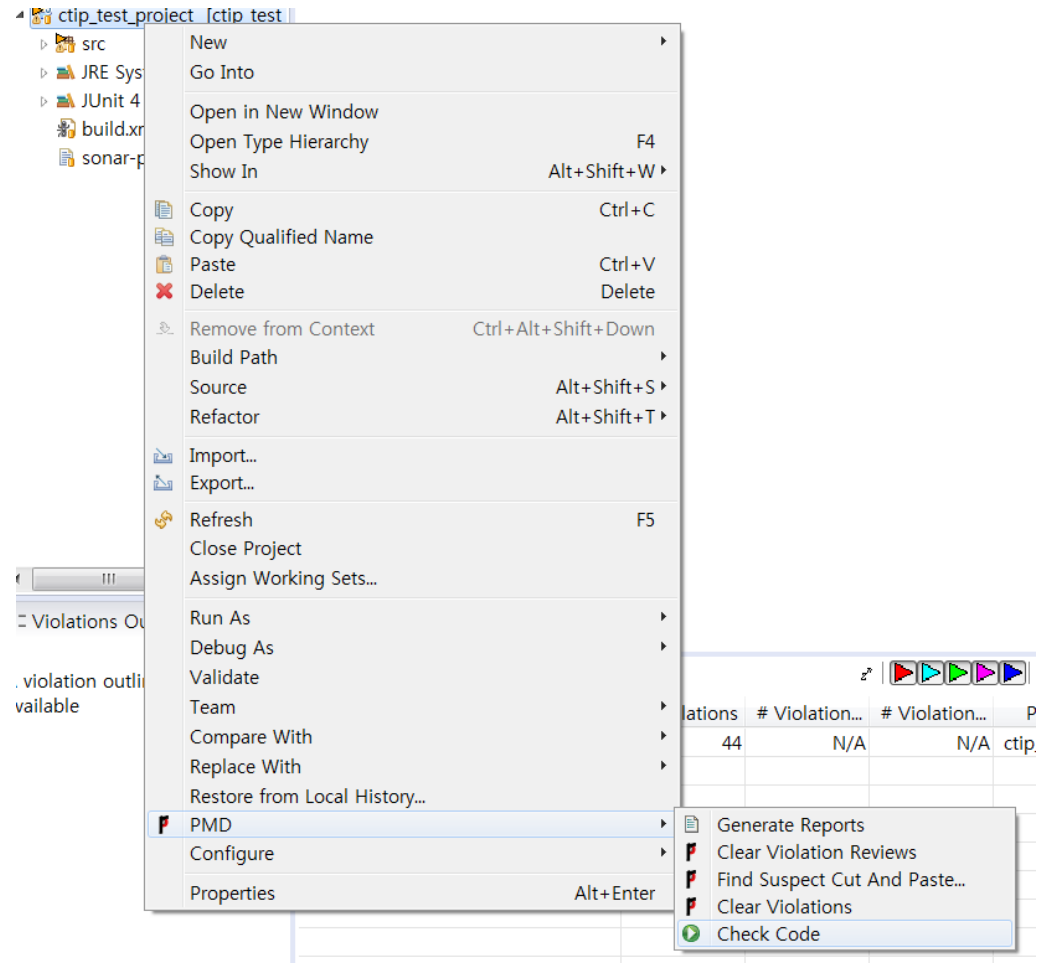 ctip_test_project [ctip test
src
JRE Sys
JUnit 4
build.xr
sonar-p
New
Go Into
Open in New Window
Open Type Hierarchy F4
Show In Alt+Shift+W
Copy Ctrl+C
Copy Qualified Name
Paste Ctrl+V
Delete Delete
Remove from Context Ctrl+Alt+Shift+Down
Build Path
Source Alt+Shift+S
Refactor Alt+Shift+T
Import...
Export...
Refresh F5
Close Project
Assign Working Sets...
Run As
Debug As
Validate
Team
Compare With
Replace With
Restore from Local History...
PMD
Configure
Properties Alt+Enter
Violations Ou
violation outli
vailable
lations # Violation... # Violation... P
44 N/A N/A ctip
Generate Reports
Clear Violation Reviews
Find Suspect Cut And Paste...
Clear Violations
Check Code